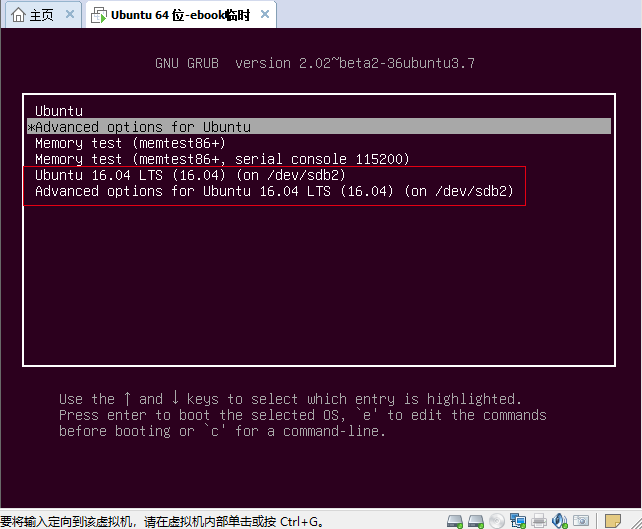 主页 Ubuntu 64 位-ebook临时
GNU GRUB version 2.02~beta2-36ubuntu3.7
Ubuntu
*Advanced options for Ubuntu
Memory test (memtest86+)
Memory test (memtest86+, serial console 115200)
Ubuntu 16.04 LTS (16.04) (on /dev/sdb2)
Advanced options for Ubuntu 16.04 LTS (16.04) (on /dev/sdb2)
Use the ↑ and ↓ keys to select which entry is highlighted.
Press enter to boot the selected OS, `e' to edit the commands
before booting or `c' for a command-line.
要将输入定向到该虚拟机，请在虚拟机内部单击或按 Ctrl+G。